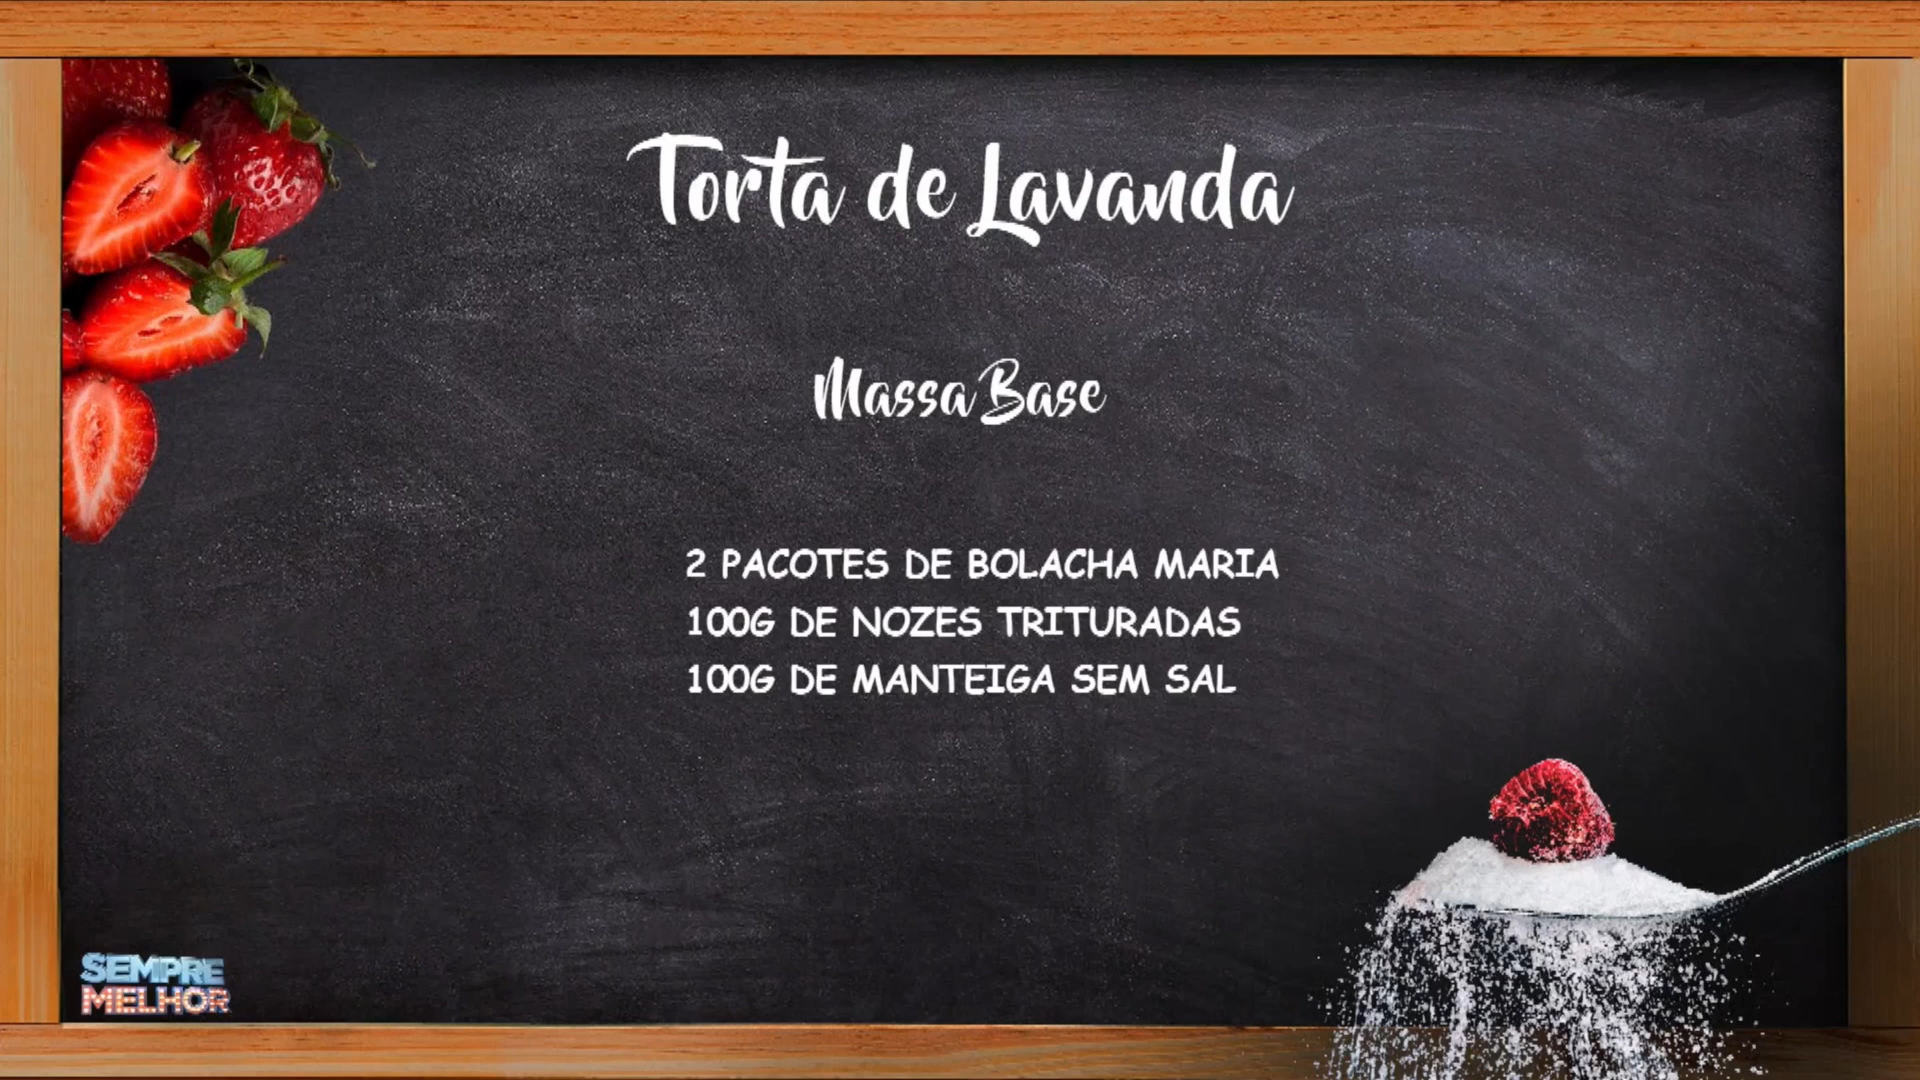 Torta de Lavanda
Massa Base
2 PACOTES DE BOLACHA MARIA
100G DE NOZES TRITURADAS
100G DE MANTEIGA SEM SAL
SEMPRE
MELHOR